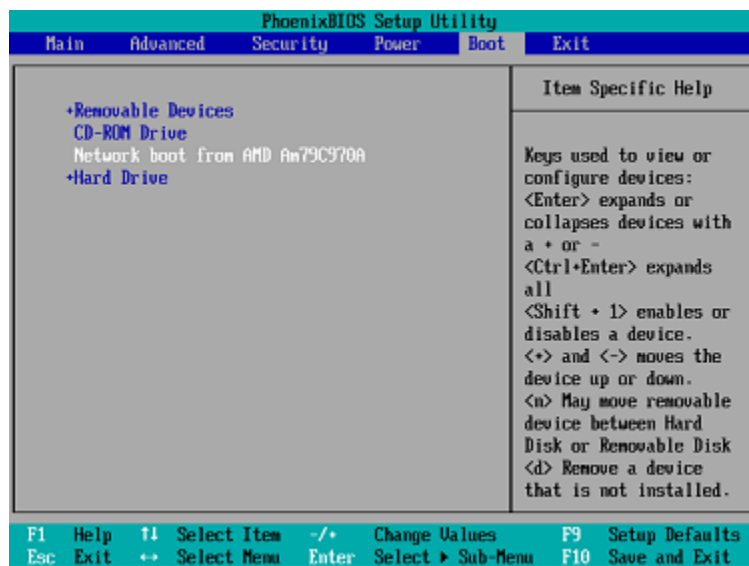 PhoenixBIOS Setup Utility
Main Advanced Security Power Boot Exit
+Removable Devices
CD-ROM Drive
Network boot from AMD Am79C970A
+Hard Drive
Item Specific Help
Keys used to view or
configure devices:
<Enter> expands or
collapses devices with
a + or -
<Ctrl+Enter> expands
all
<Shift + 1> enables or
disables a device.
<+> and <-> moves the
device up or down.
<n> May move removable
device between Hard
Disk or Removable Disk
<d> Remove a device
that is not installed.
F1 Help ↑↓ Select Item -/+ Change Values F9 Setup Defaults
Esc Exit ↔ Select Menu Enter Select ▶ Sub-Menu F10 Save and Exit